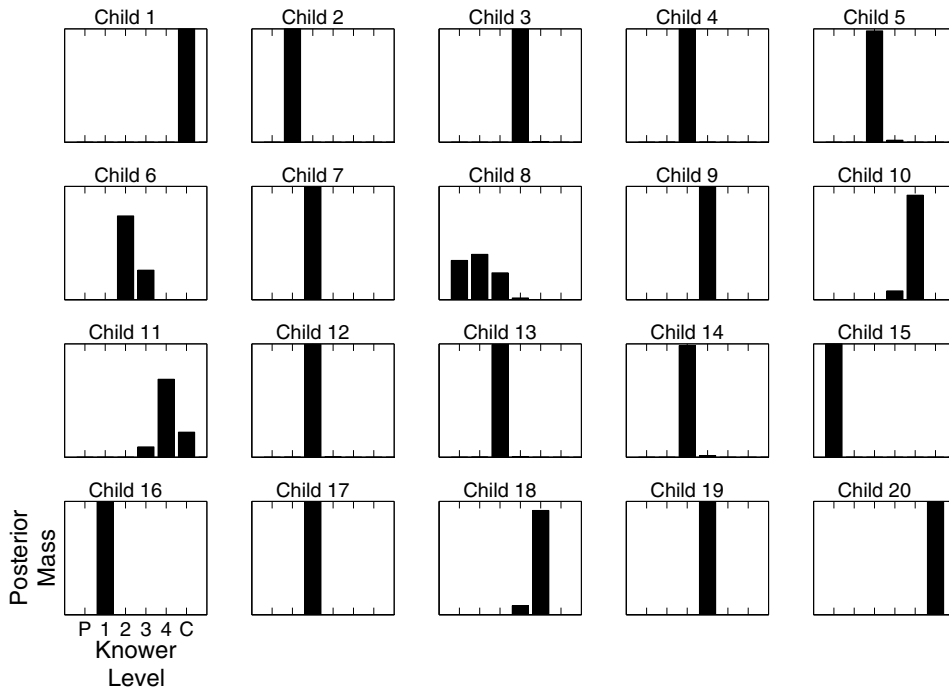 Child 1
Child 2
Child 3
Child 4
Child 5
Child 6
Child 7
Child 8
Child 9
Child 10
Child 11
Child 12
Child 13
Child 14
Child 15
Child 16
Child 17
Child 18
Child 19
Child 20
Posterior
Mass
P 1 2 3 4 C
Knower
Level